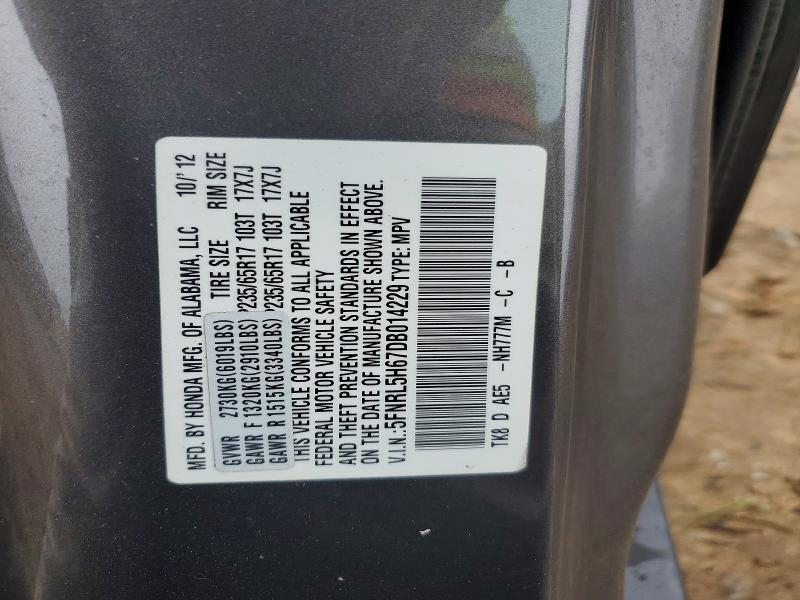 MFD. BY HONDA MFG. OF ALABAMA, LLC 10/'12
TIRE SIZE RIM SIZE
GVWR 2730KG(6019LBS)
GAWR F 1320KG(2910LBS) P235/65R17 103T 17X7J
GAWR R 1515KG(3340LBS) P235/65R17 103T 17X7J
THIS VEHICLE CONFORMS TO ALL APPLICABLE
FEDERAL MOTOR VEHICLE SAFETY
AND THEFT PREVENTION STANDARDS IN EFFECT
ON THE DATE OF MANUFACTURE SHOWN ABOVE.
V.I.N.:5FNRL5H67DB014229 TYPE: MPV
TK8 D AE5 -NH777M -C -B